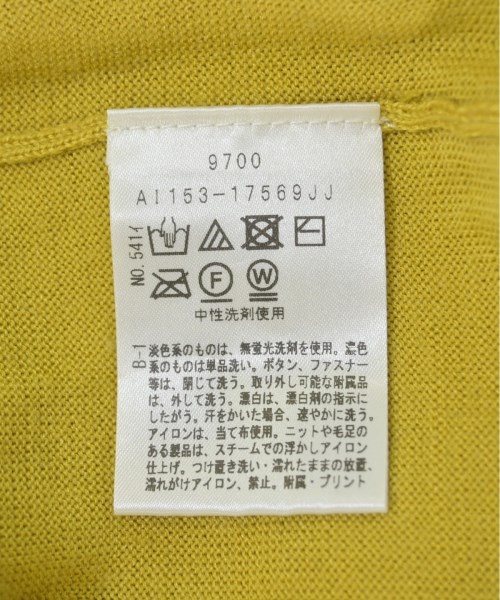 9700
AI153-17569JJ
NO.541イ
F W
中性洗剤使用
B-1
淡色系のものは、無蛍光洗剤を使用。濃色
系のものは単品洗い。ボタン、ファスナー
等は、閉じて洗う。取り外し可能な附属品
は、外して洗う。漂白は、漂白剤の指示に
したがう。汗をかいた場合、速やかに洗う。
アイロンは、当て布使用。ニットや毛足の
ある製品は、スチームでの浮かしアイロン
仕上げ。つけ置き洗い・濡れたままの放置、
濡れがけアイロン、禁止。附属・プリント